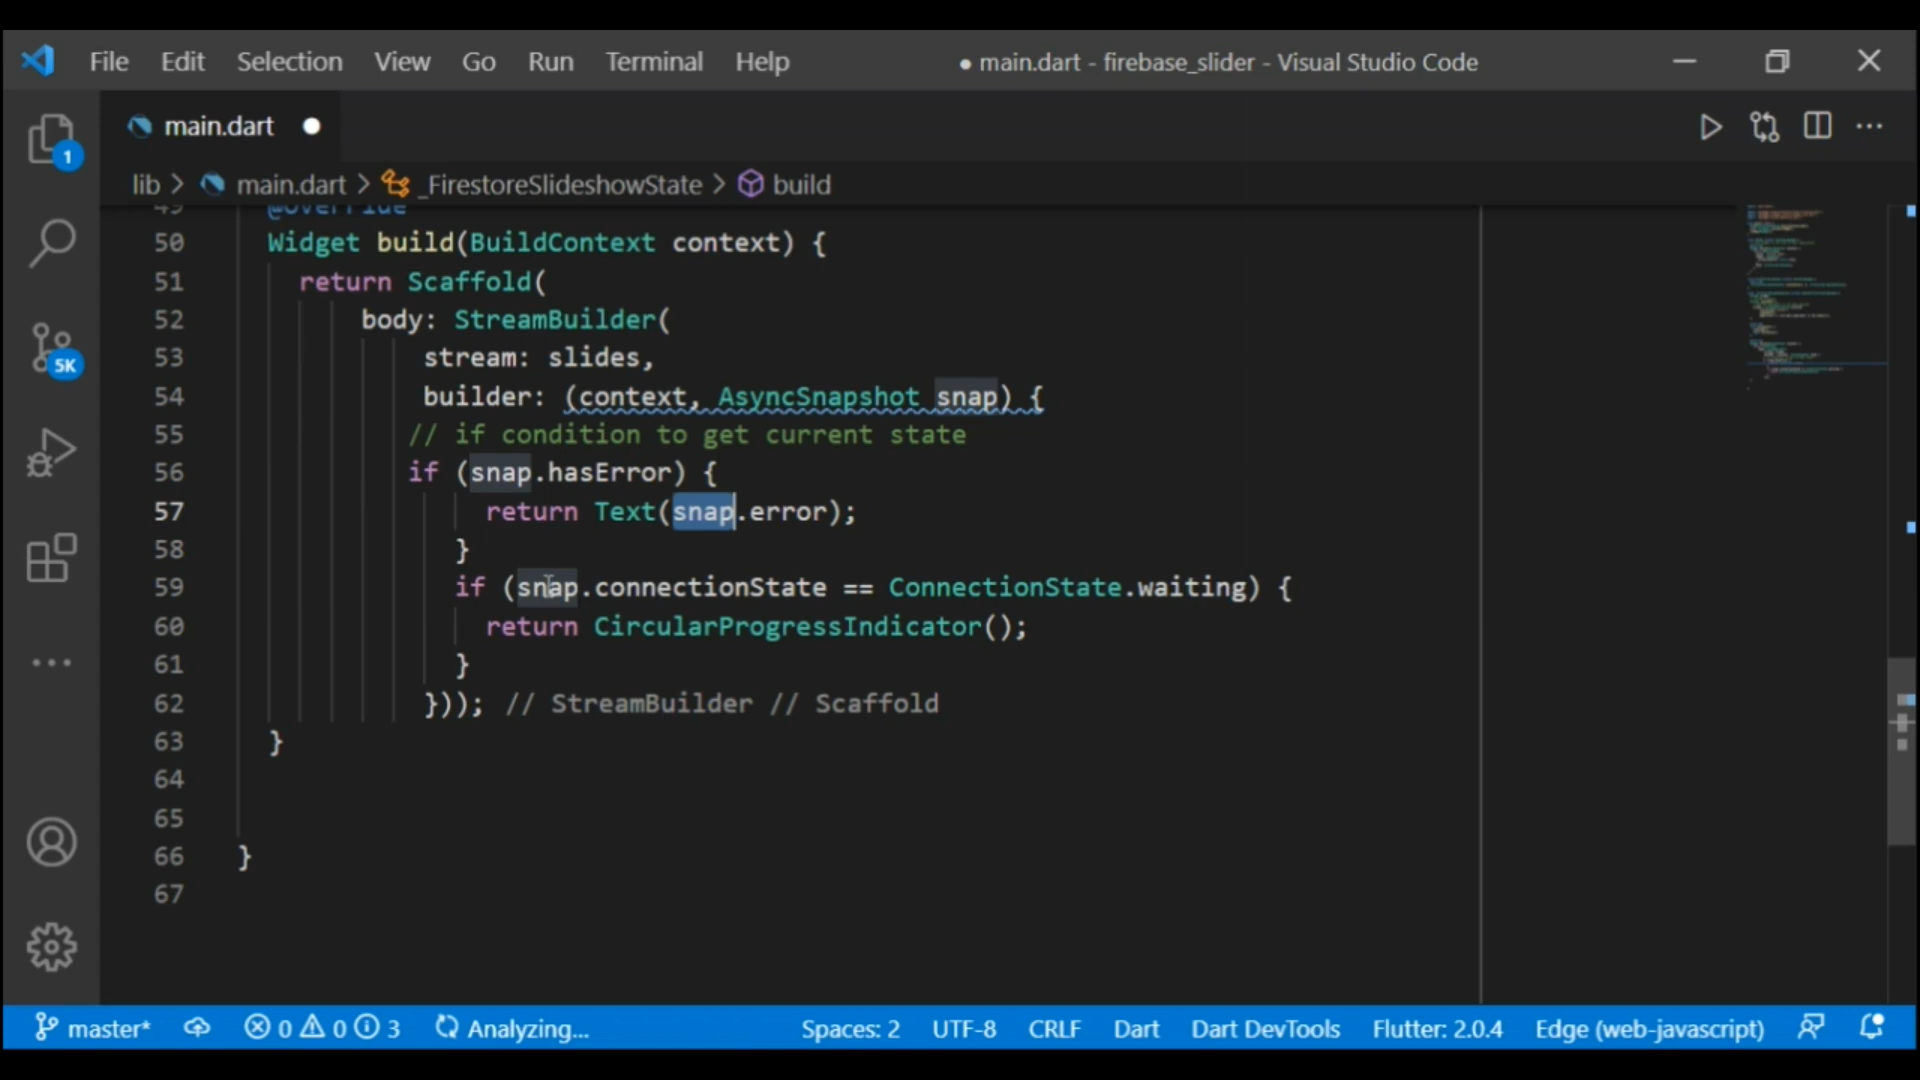 File Edit Selection View Go Run Terminal Help ● main.dart - firebase_slider - Visual Studio Code
main.dart
1
lib > main.dart > _FirestoreSlideshowState > build
49 @override
50 Widget build(BuildContext context) {
51 return Scaffold(
52 body: StreamBuilder(
53 stream: slides,
54 builder: (context, AsyncSnapshot snap) {
55 // if condition to get current state
56 if (snap.hasError) {
57 return Text(snap.error);
58 }
59 if (snap.connectionState == ConnectionState.waiting) {
60 return CircularProgressIndicator();
61 }
62 })); // StreamBuilder // Scaffold
63 }
64
65
66 }
67
5K
master* 0 0 3 Analyzing... Spaces: 2 UTF-8 CRLF Dart Dart DevTools Flutter: 2.0.4 Edge (web-javascript)